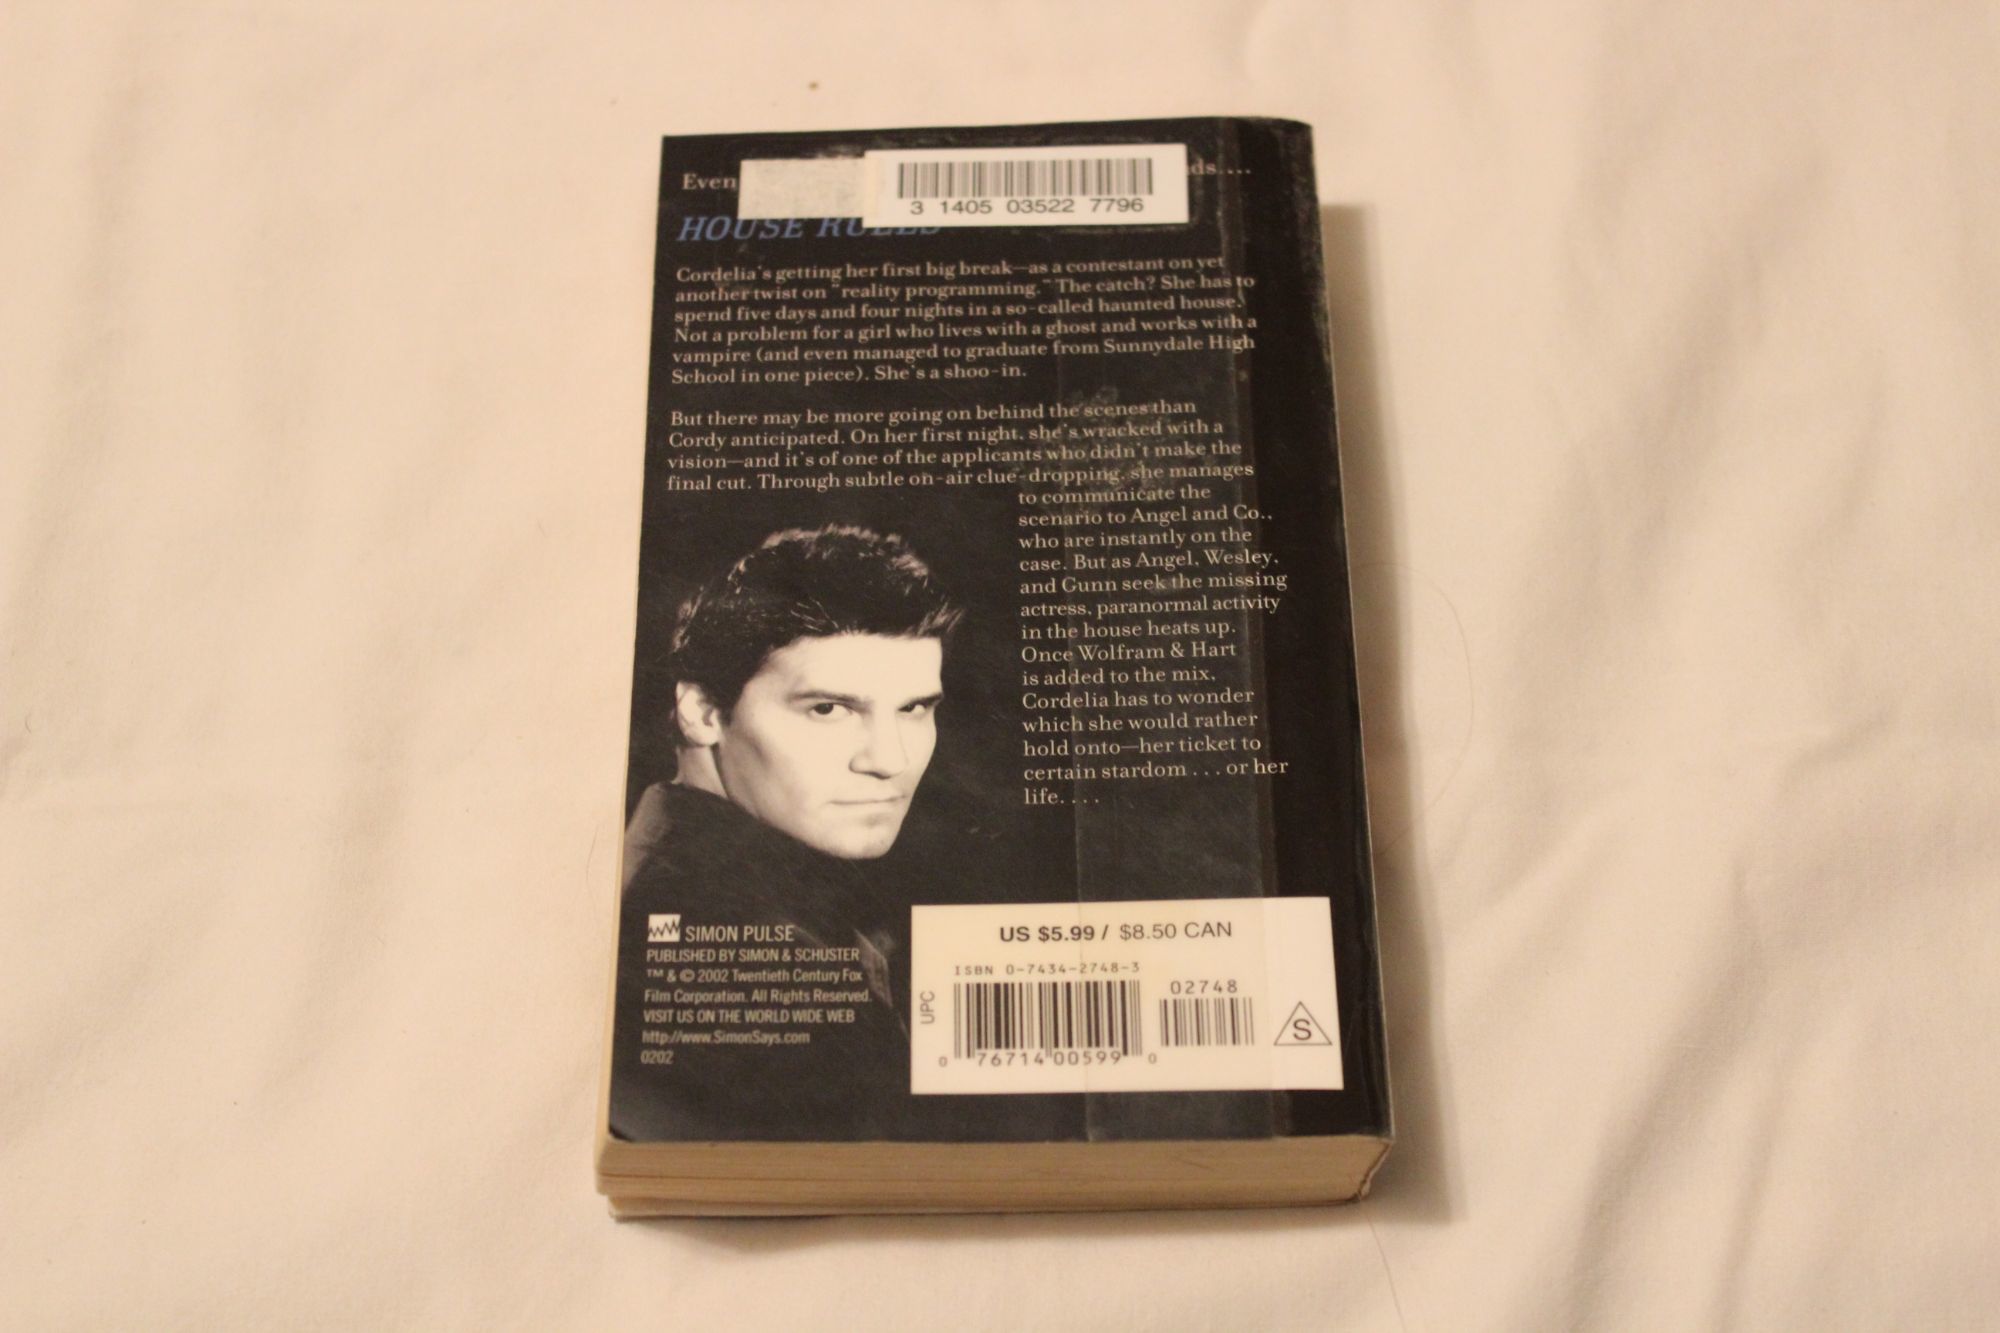 Even
ds....
3 1405 03522 7796
HOUSE RULES
Cordelia's getting her first big break—as a contestant on yet
another twist on "reality programming." The catch? She has to
spend five days and four nights in a so-called haunted house.
Not a problem for a girl who lives with a ghost and works with a
vampire (and even managed to graduate from Sunnydale High
School in one piece). She's a shoo-in.
But there may be more going on behind the scenes than
Cordy anticipated. On her first night, she's wracked with a
vision—and it's of one of the applicants who didn't make the
final cut. Through subtle on-air clue-dropping, she manages
to communicate the
scenario to Angel and Co.,
who are instantly on the
case. But as Angel, Wesley,
and Gunn seek the missing
actress, paranormal activity
in the house heats up.
Once Wolfram & Hart
is added to the mix,
Cordelia has to wonder
which she would rather
hold onto—her ticket to
certain stardom . . . or her
life. . . .
SIMON PULSE
PUBLISHED BY SIMON & SCHUSTER
™ & © 2002 Twentieth Century Fox
Film Corporation. All Rights Reserved.
VISIT US ON THE WORLD WIDE WEB
http://www.SimonSays.com
0202
US $5.99 / $8.50 CAN
ISBN 0-7434-2748-3
02748
UPC
0 76714 00599 0
S